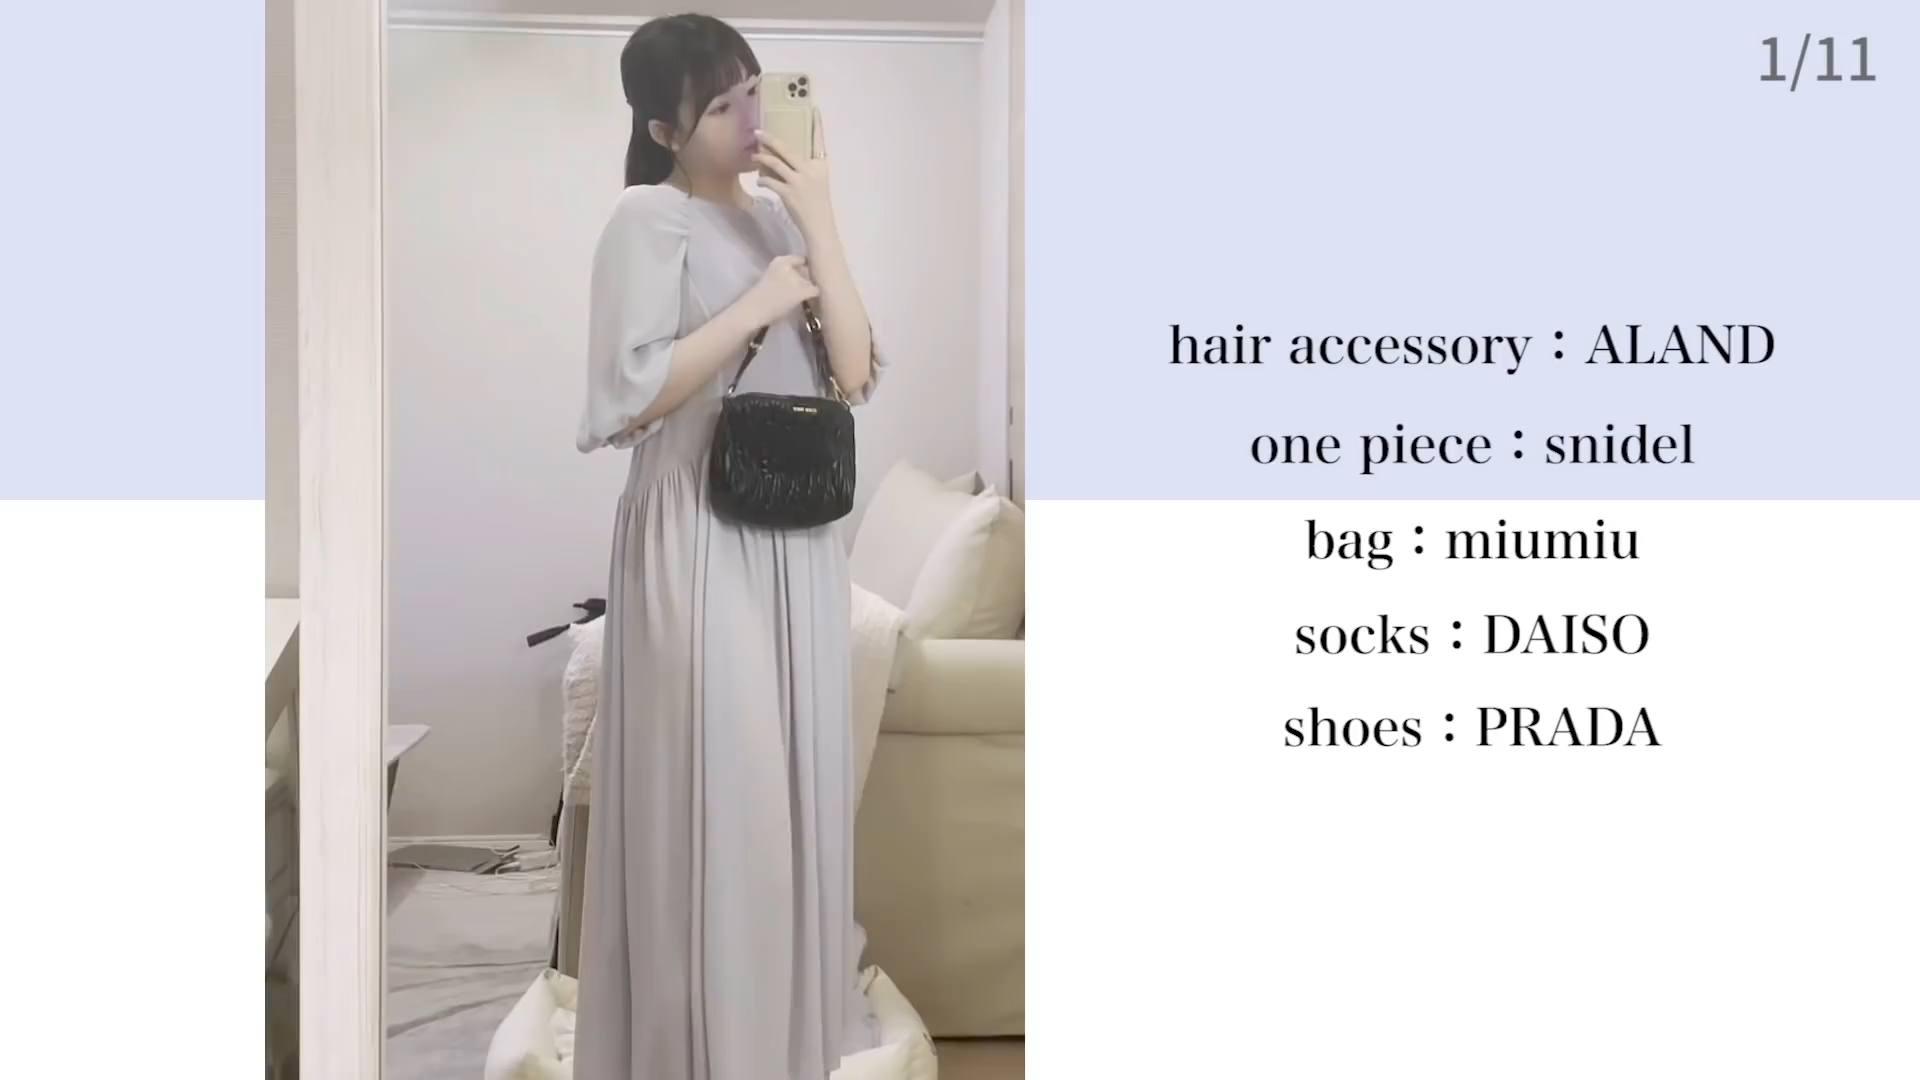 1/11
hair accessory：ALAND
one piece：snidel
bag：miumiu
socks：DAISO
shoes：PRADA